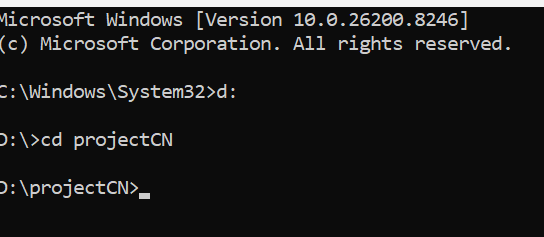 Microsoft Windows [Version 10.0.26200.8246]
(c) Microsoft Corporation. All rights reserved.
C:\Windows\System32>d:
D:\>cd projectCN
D:\projectCN>